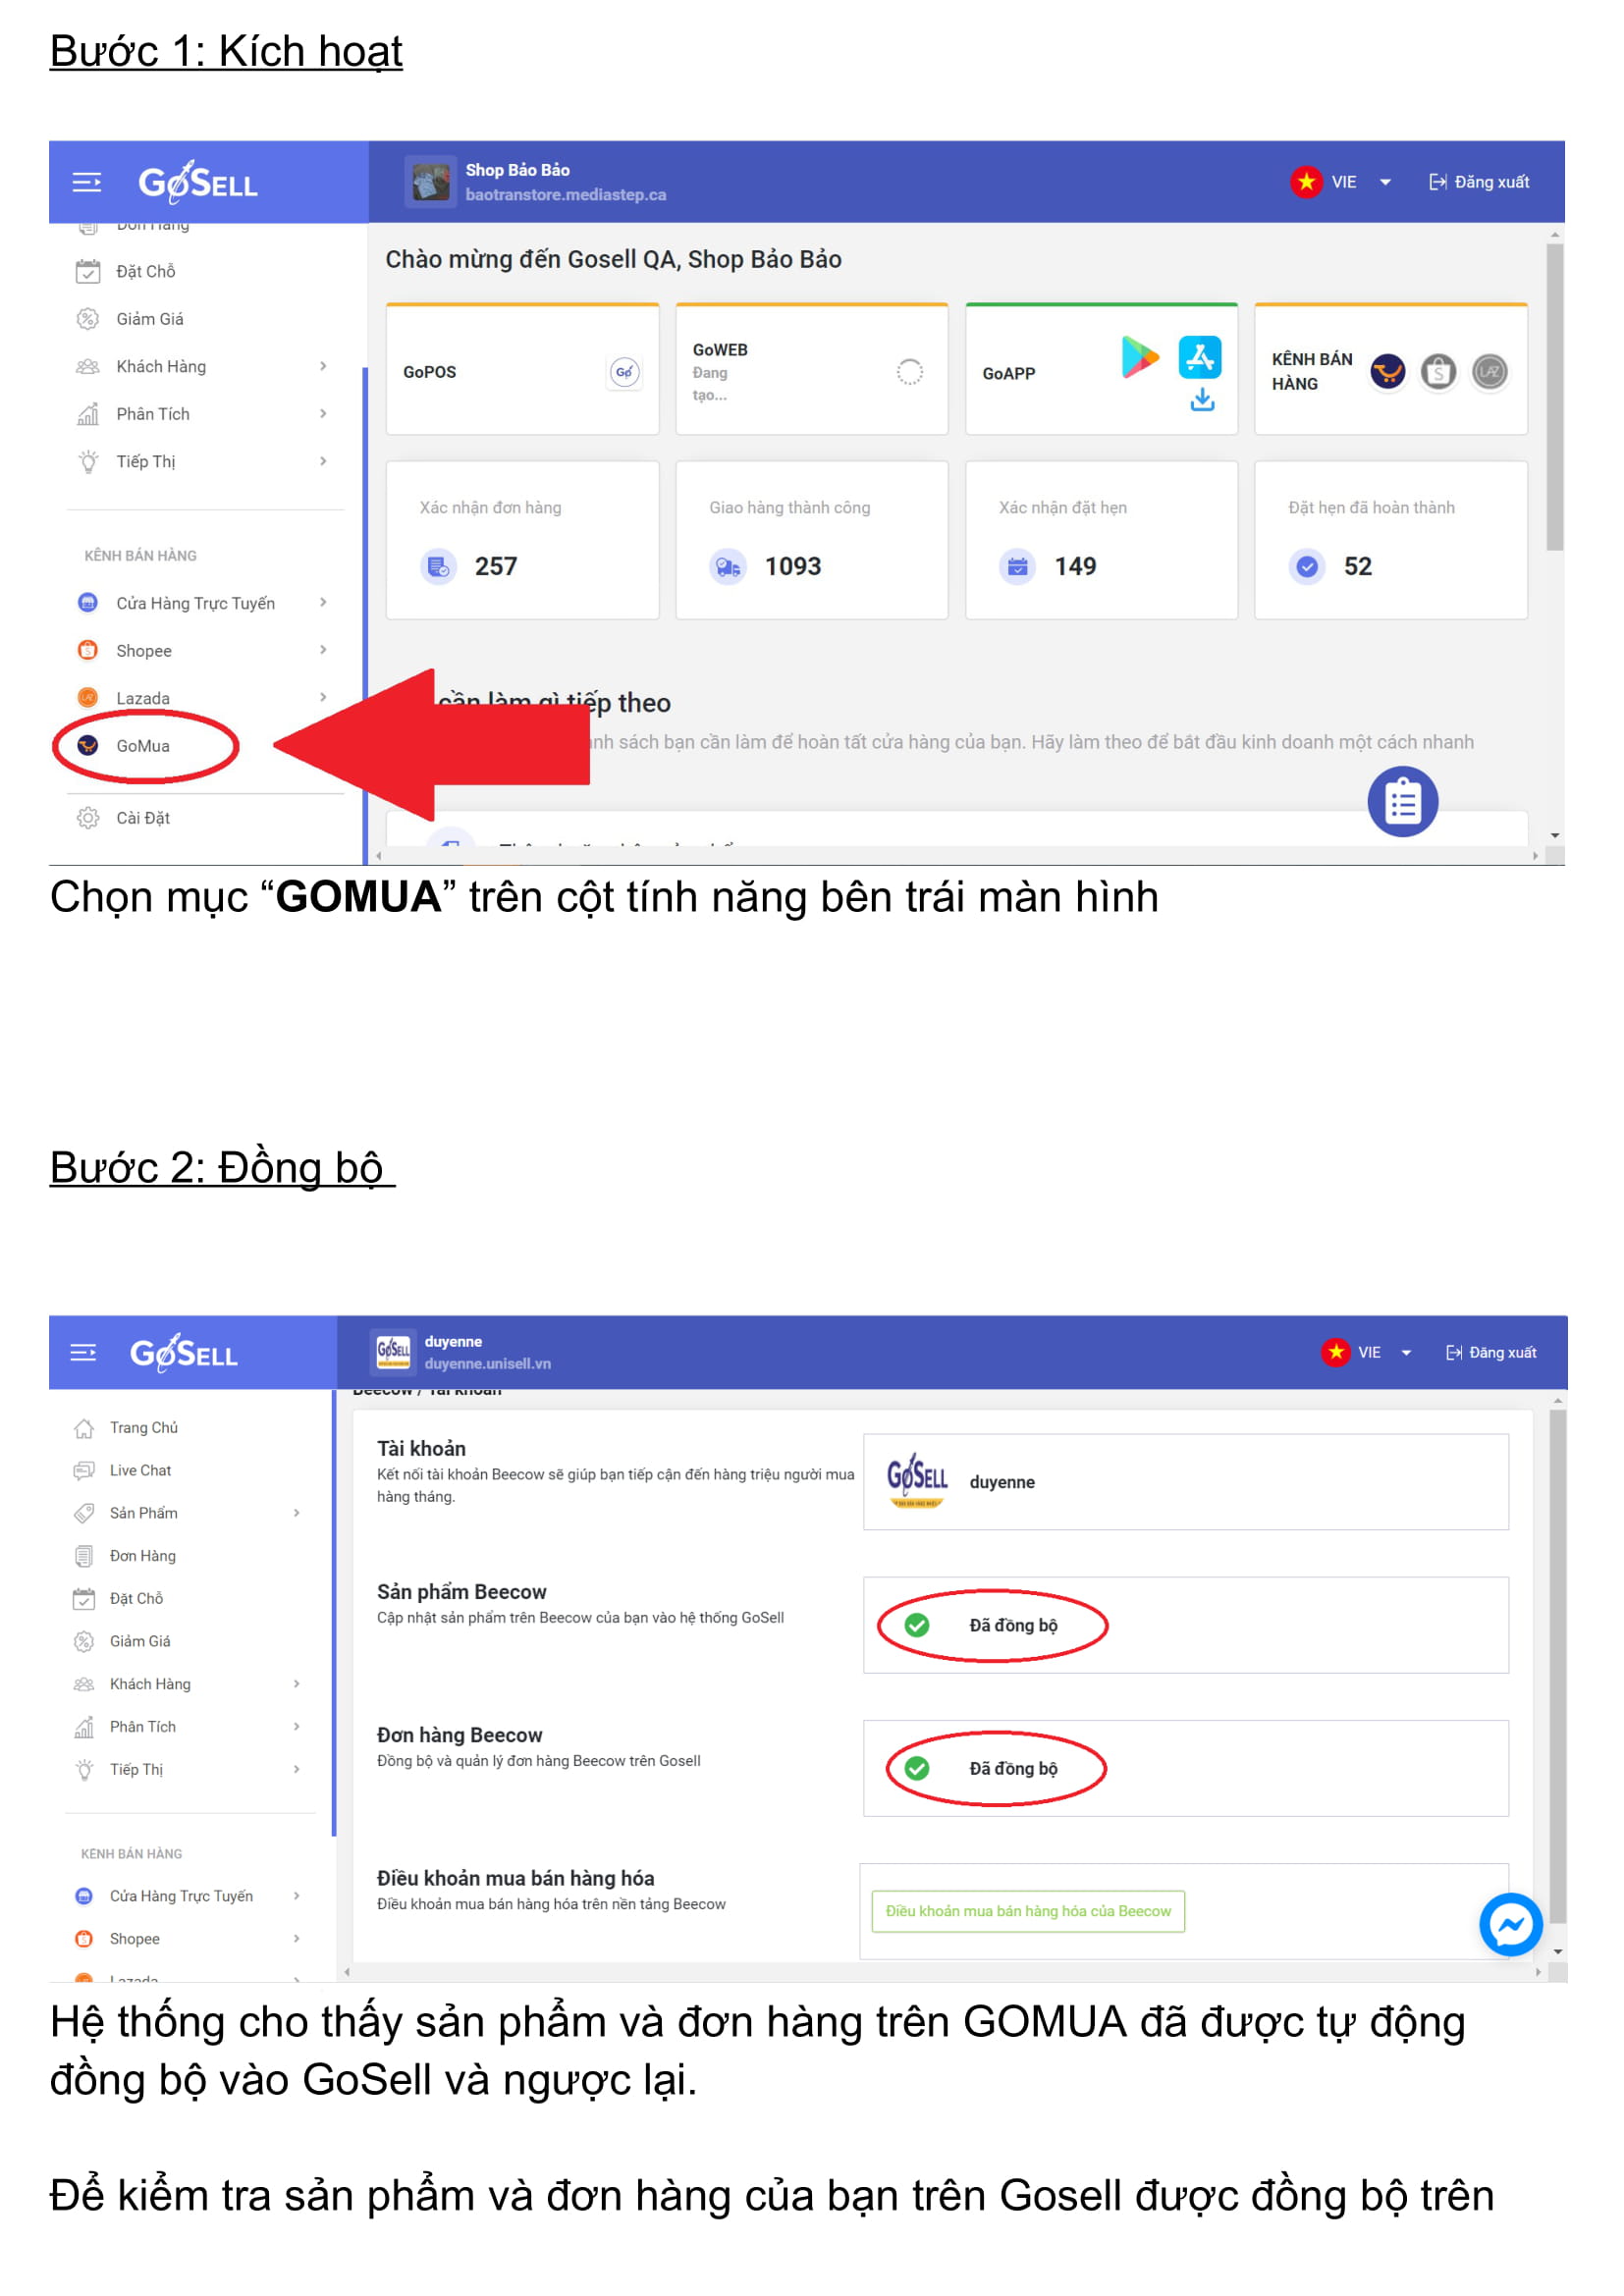 Bước 1: Kích hoạt
GoSELL
Shop Bảo Bảo
baotranstore.mediastep.ca
VIE
Đăng xuất
Đơn Hàng
Đặt Chỗ
Giảm Giá
Khách Hàng
Phân Tích
Tiếp Thị
KÊNH BÁN HÀNG
Cửa Hàng Trực Tuyến
Shopee
Lazada
GoMua
Cài Đặt
Chào mừng đến Gosell QA, Shop Bảo Bảo
GoPOS
GoWEB
Đang
tạo...
GoAPP
KÊNH BÁN
HÀNG
Xác nhận đơn hàng
257
Giao hàng thành công
1093
Xác nhận đặt hẹn
149
Đặt hẹn đã hoàn thành
52
cần làm gì tiếp theo
sách bạn cần làm để hoàn tất cửa hàng của bạn. Hãy làm theo để bắt đầu kinh doanh một cách nhanh
Chọn mục “GOMUA” trên cột tính năng bên trái màn hình
Bước 2: Đồng bộ
GoSELL
duyenne
duyenne.unisell.vn
VIE
Đăng xuất
Trang Chủ
Live Chat
Sản Phẩm
Đơn Hàng
Đặt Chỗ
Giảm Giá
Khách Hàng
Phân Tích
Tiếp Thị
KÊNH BÁN HÀNG
Cửa Hàng Trực Tuyến
Shopee
Lazada
Beecow / Tài khoản
Tài khoản
Kết nối tài khoản Beecow sẽ giúp bạn tiếp cận đến hàng triệu người mua
hàng tháng.
GoSELL
duyenne
Sản phẩm Beecow
Cập nhật sản phẩm trên Beecow của bạn vào hệ thống GoSell
Đã đồng bộ
Đơn hàng Beecow
Đồng bộ và quản lý đơn hàng Beecow trên Gosell
Đã đồng bộ
Điều khoản mua bán hàng hóa
Điều khoản mua bán hàng hóa trên nền tảng Beecow
Điều khoản mua bán hàng hóa của Beecow
Hệ thống cho thấy sản phẩm và đơn hàng trên GOMUA đã được tự động
đồng bộ vào GoSell và ngược lại.
Để kiểm tra sản phẩm và đơn hàng của bạn trên Gosell được đồng bộ trên